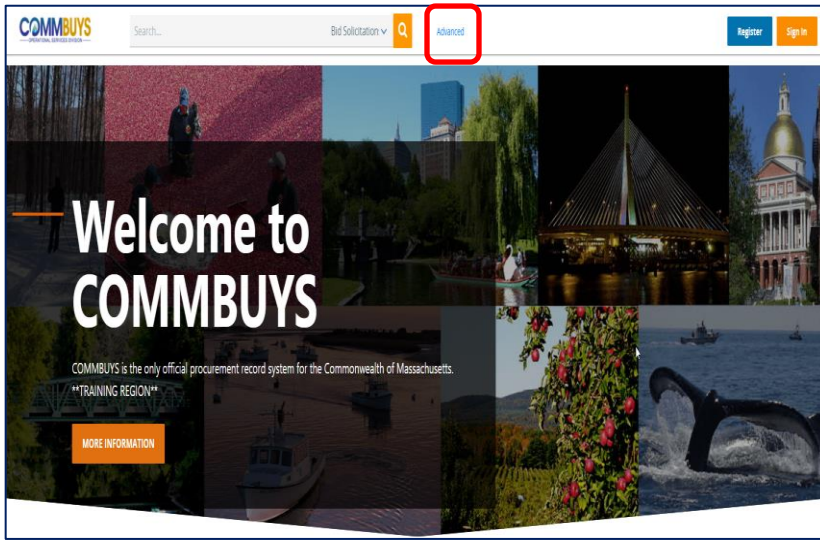 COMMBUYS
OPERATIONAL SERVICES DIVISION
Search...
Bid Solicitation
Advanced
Register
Sign In
Welcome to
COMMBUYS
COMMBUYS is the only official procurement record system for the Commonwealth of Massachusetts.
**TRAINING REGION**
MORE INFORMATION